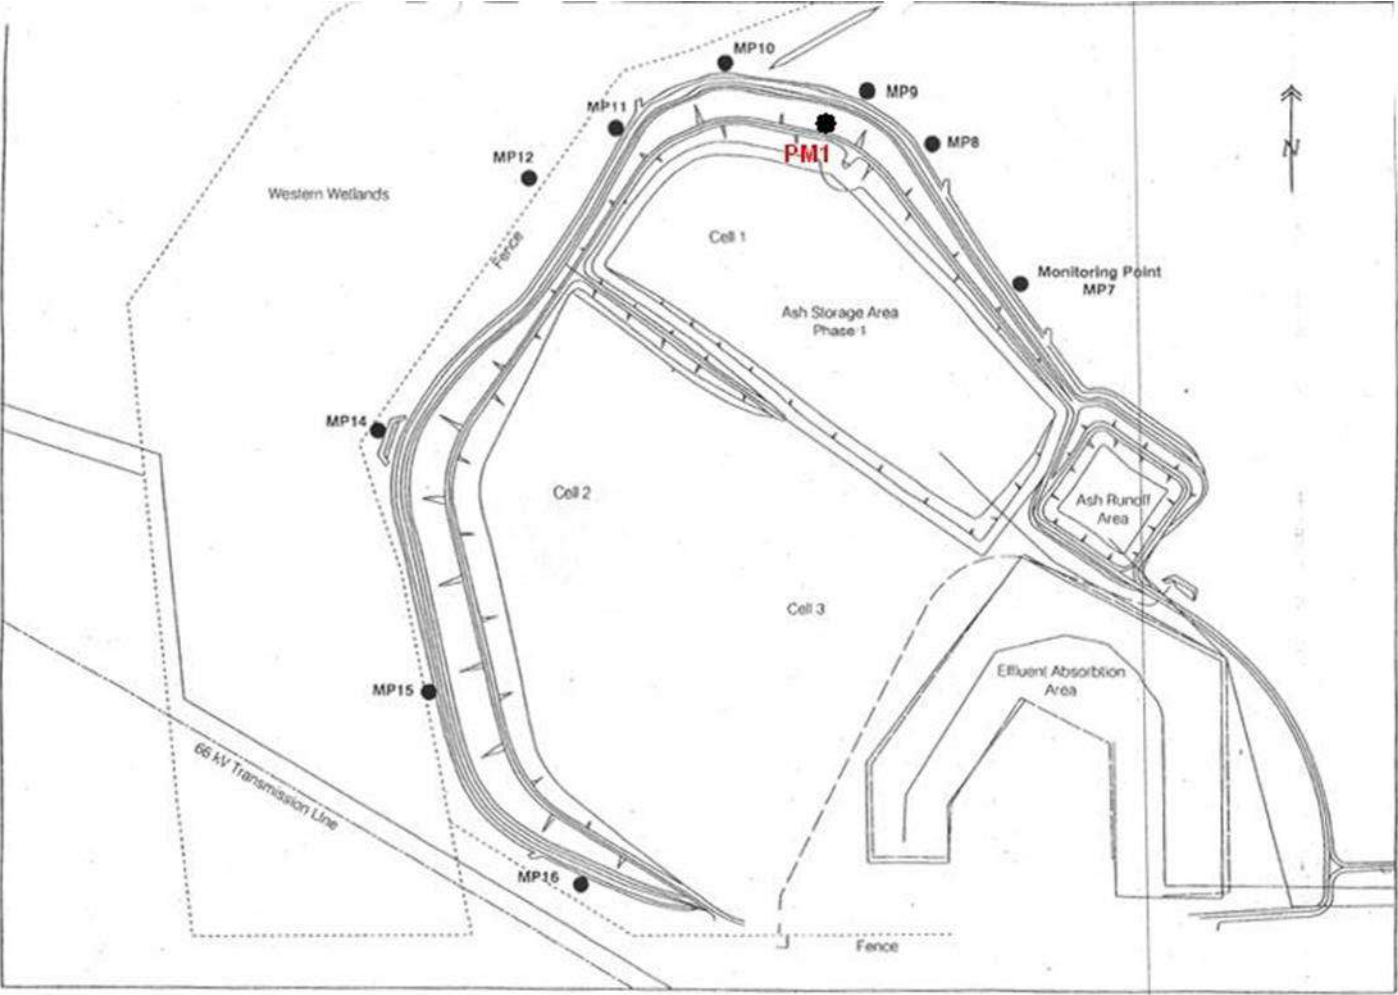 MP10
MP9
MP11
MP8
PM1
MP12
N
Western Wetlands
Cell 1
Fence
Monitoring Point
MP7
Ash Storage Area
Phase 1
MP14
Cell 2
Ash Runoff
Area
Cell 3
Effluent Absorbtion
Area
MP15
66 kV Transmission Line
MP16
Fence